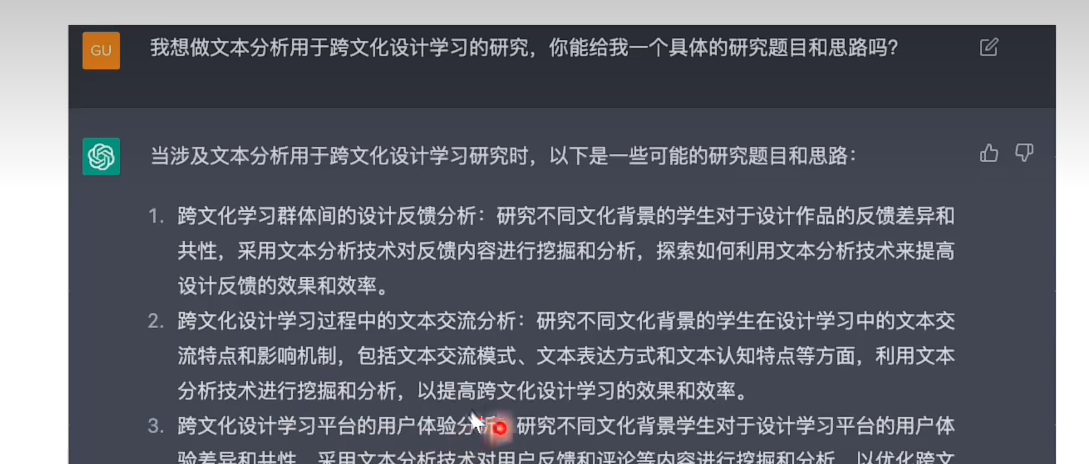 GU
我想做文本分析用于跨文化设计学习的研究，你能给我一个具体的研究题目和思路吗？
当涉及文本分析用于跨文化设计学习研究时，以下是一些可能的研究题目和思路：
1. 跨文化学习群体间的设计反馈分析：研究不同文化背景的学生对于设计作品的反馈差异和
共性，采用文本分析技术对反馈内容进行挖掘和分析，探索如何利用文本分析技术来提高
设计反馈的效果和效率。
2. 跨文化设计学习过程中的文本交流分析：研究不同文化背景的学生在设计学习中的文本交
流特点和影响机制，包括文本交流模式、文本表达方式和文本认知特点等方面，利用文本
分析技术进行挖掘和分析，以提高跨文化设计学习的效果和效率。
3. 跨文化设计学习平台的用户体验分析：研究不同文化背景学生对于设计学习平台的用户体
验差异和共性，采用文本分析技术对用户反馈和评论等内容进行挖掘和分析，以优化跨文